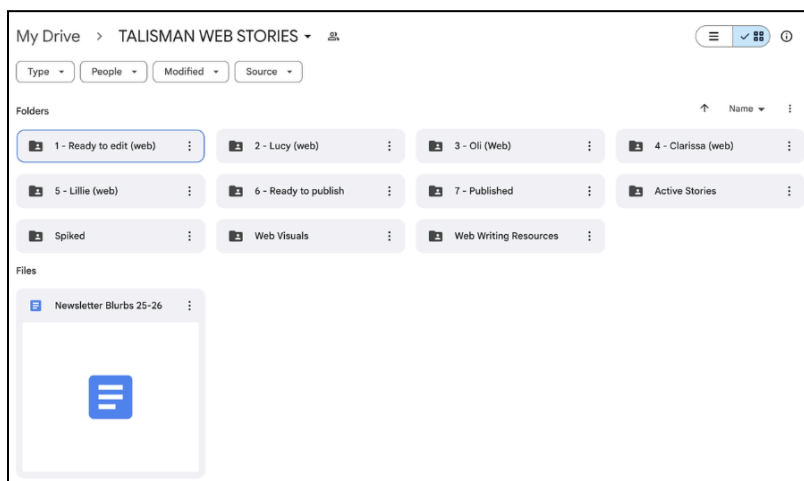 My Drive > TALISMAN WEB STORIES
Type People Modified Source
Folders Name
1 - Ready to edit (web) 2 - Lucy (web) 3 - Oli (Web) 4 - Clarissa (web)
5 - Lillie (web) 6 - Ready to publish 7 - Published Active Stories
Spiked Web Visuals Web Writing Resources
Files
Newsletter Blurbs 25-26